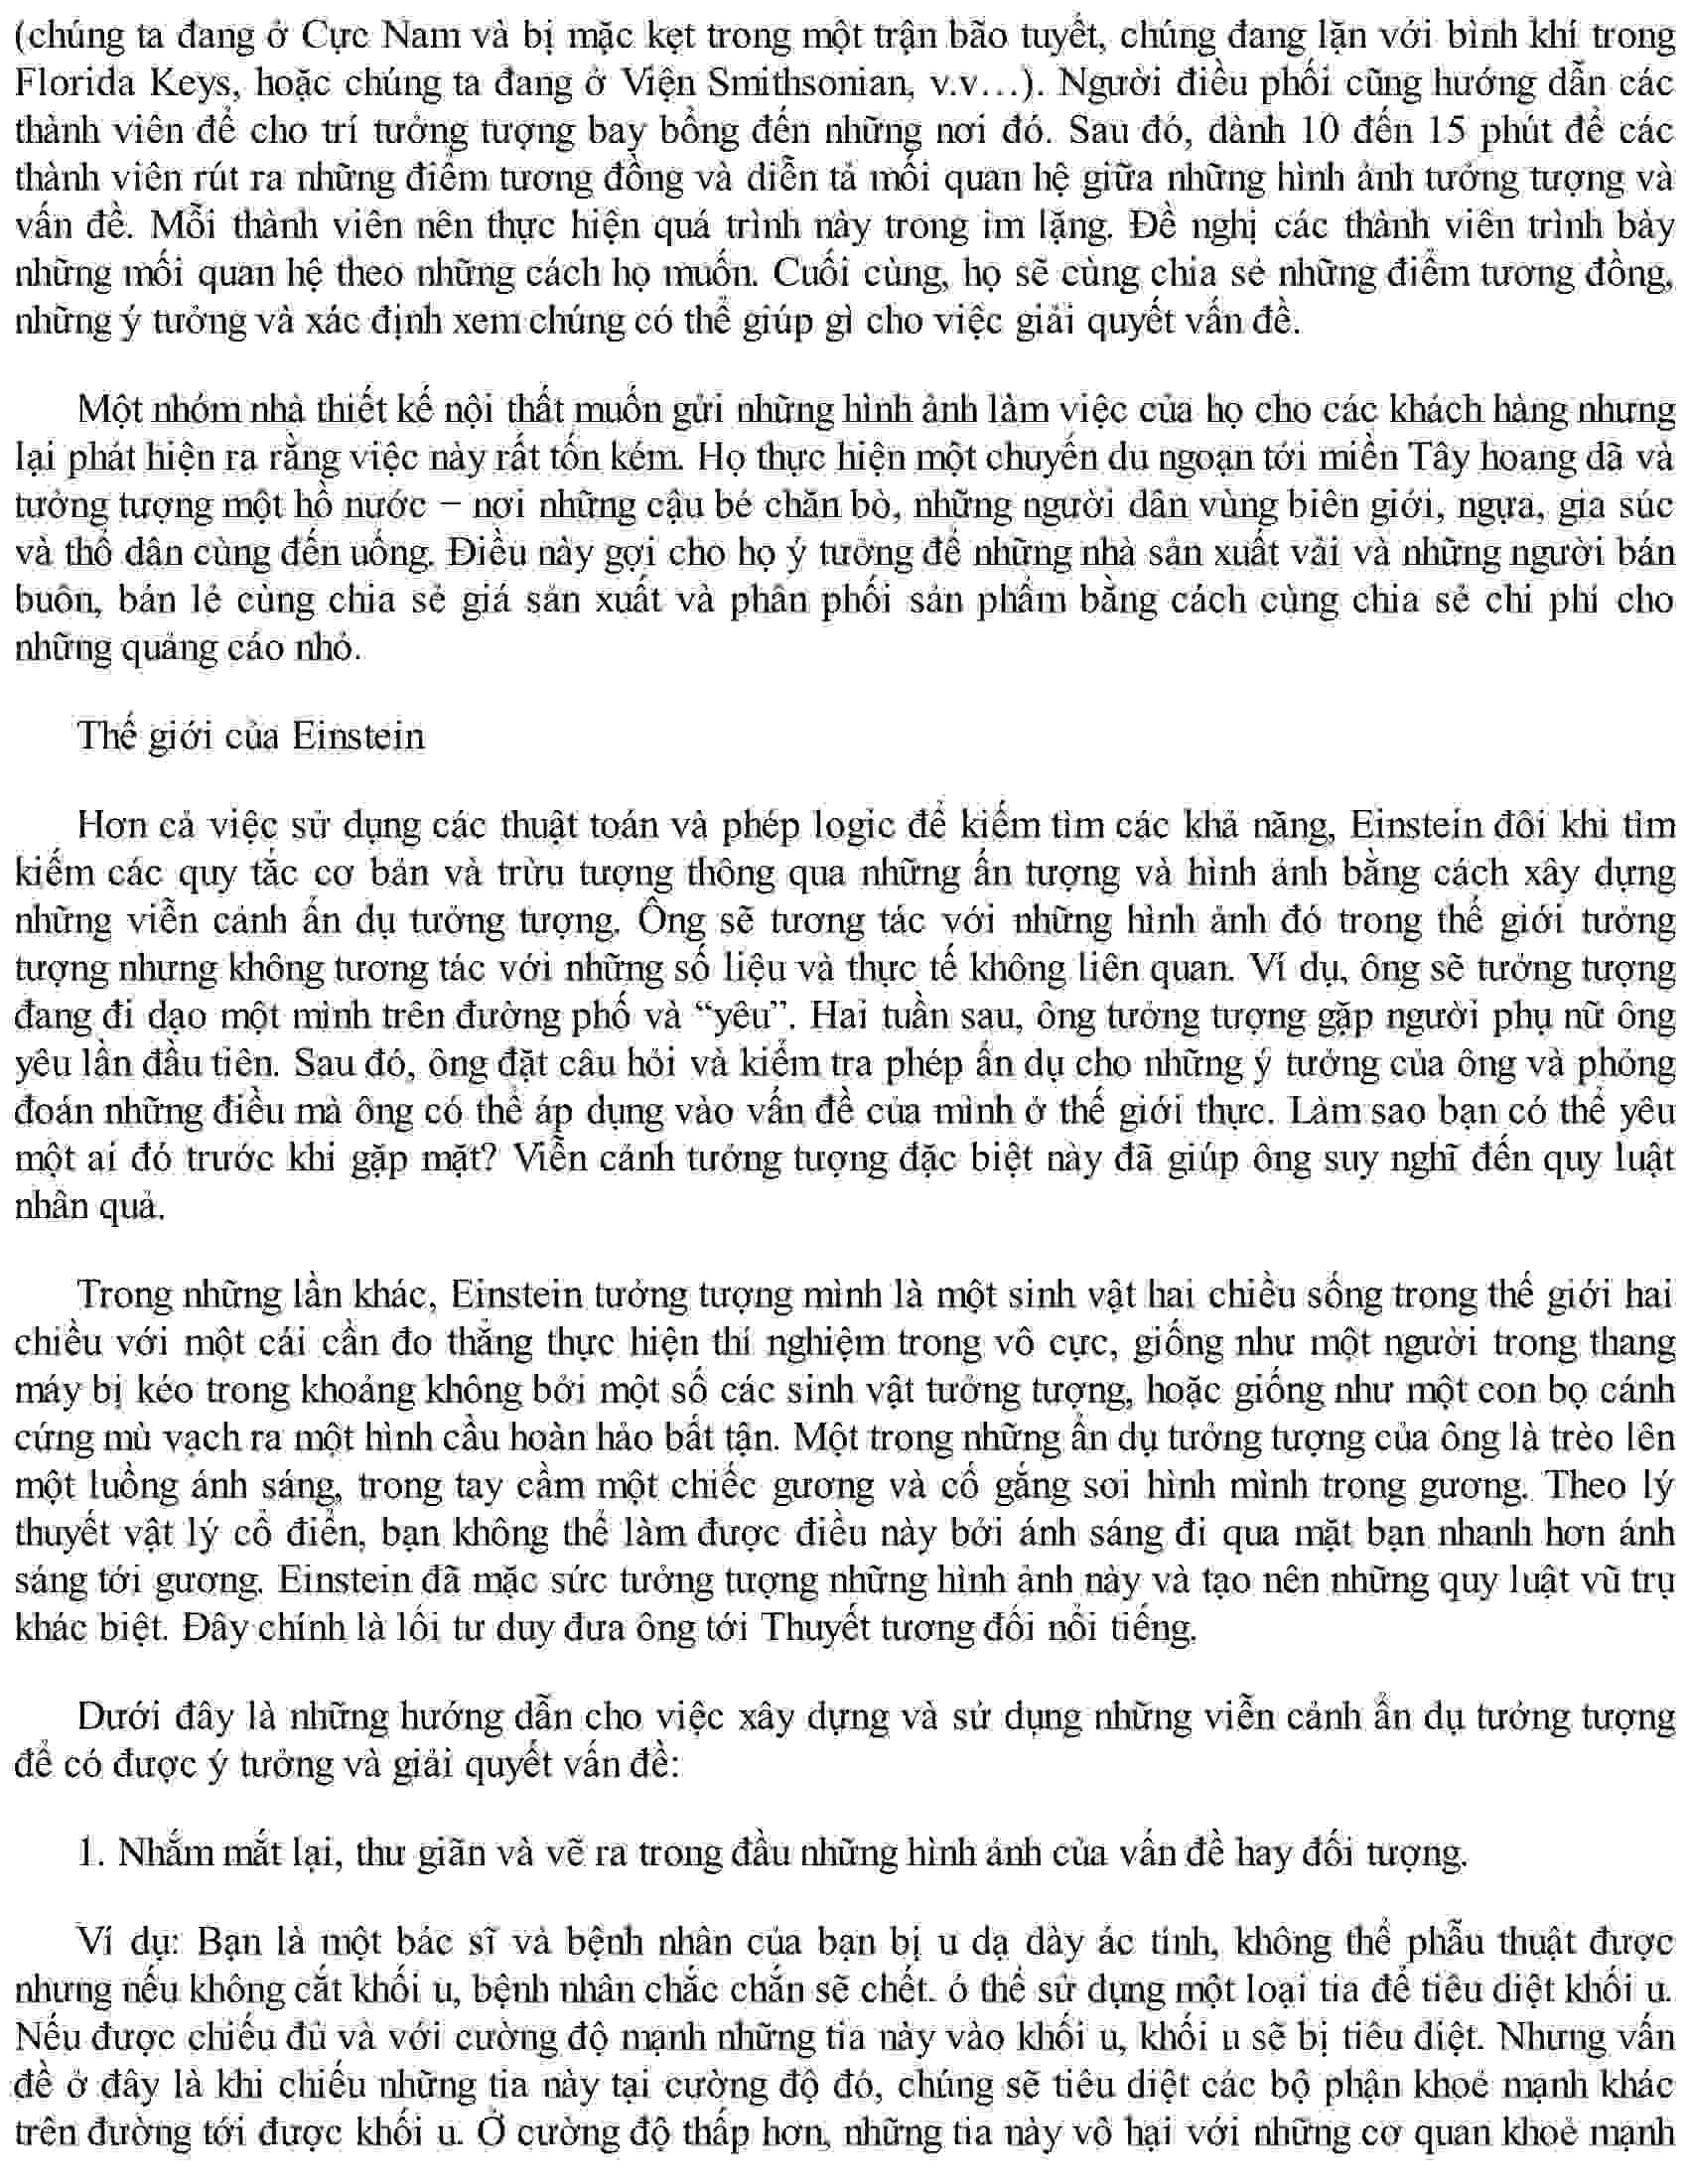 (chúng ta đang ở Cực Nam và bị mặc kẹt trong một trận bão tuyết, chúng đang lặn với bình khí trong
Florida Keys, hoặc chúng ta đang ở Viện Smithsonian, v.v…). Người điều phối cũng hướng dẫn các
thành viên để cho trí tưởng tượng bay bổng đến những nơi đó. Sau đó, dành 10 đến 15 phút để các
thành viên rút ra những điểm tương đồng và diễn tả mối quan hệ giữa những hình ảnh tưởng tượng và
vấn đề. Mỗi thành viên nên thực hiện quá trình này trong im lặng. Đề nghị các thành viên trình bày
những mối quan hệ theo những cách họ muốn. Cuối cùng, họ sẽ cùng chia sẻ những điểm tương đồng,
những ý tưởng và xác định xem chúng có thể giúp gì cho việc giải quyết vấn đề.
Một nhóm nhà thiết kế nội thất muốn gửi những hình ảnh làm việc của họ cho các khách hàng nhưng
lại phát hiện ra rằng việc này rất tốn kém. Họ thực hiện một chuyến du ngoạn tới miền Tây hoang dã và
tưởng tượng một hồ nước – nơi những cậu bé chăn bò, những người dân vùng biên giới, ngựa, gia súc
và thổ dân cùng đến uống. Điều này gợi cho họ ý tưởng để những nhà sản xuất vải và những người bán
buôn, bán lẻ cùng chia sẻ giá sản xuất và phân phối sản phẩm bằng cách cùng chia sẻ chi phí cho
những quảng cáo nhỏ.
Thế giới của Einstein
Hơn cả việc sử dụng các thuật toán và phép logic để kiếm tìm các khả năng, Einstein đôi khi tìm
kiếm các quy tắc cơ bản và trừu tượng thông qua những ấn tượng và hình ảnh bằng cách xây dựng
những viễn cảnh ẩn dụ tưởng tượng. Ông sẽ tương tác với những hình ảnh đó trong thế giới tưởng
tượng nhưng không tương tác với những số liệu và thực tế không liên quan. Ví dụ, ông sẽ tưởng tượng
đang đi dạo một mình trên đường phố và “yêu”. Hai tuần sau, ông tưởng tượng gặp người phụ nữ ông
yêu lần đầu tiên. Sau đó, ông đặt câu hỏi và kiểm tra phép ẩn dụ cho những ý tưởng của ông và phỏng
đoán những điều mà ông có thể áp dụng vào vấn đề của mình ở thế giới thực. Làm sao bạn có thể yêu
một ai đó trước khi gặp mặt? Viễn cảnh tưởng tượng đặc biệt này đã giúp ông suy nghĩ đến quy luật
nhân quả.
Trong những lần khác, Einstein tưởng tượng mình là một sinh vật hai chiều sống trong thế giới hai
chiều với một cái cần đo thẳng thực hiện thí nghiệm trong vô cực, giống như một người trong thang
máy bị kéo trong khoảng không bởi một số các sinh vật tưởng tượng, hoặc giống như một con bọ cánh
cứng mù vạch ra một hình cầu hoàn hảo bất tận. Một trong những ẩn dụ tưởng tượng của ông là trèo lên
một luồng ánh sáng, trong tay cầm một chiếc gương và cố gắng soi hình mình trong gương. Theo lý
thuyết vật lý cổ điển, bạn không thể làm được điều này bởi ánh sáng đi qua mặt bạn nhanh hơn ánh
sáng tới gương. Einstein đã mặc sức tưởng tượng những hình ảnh này và tạo nên những quy luật vũ trụ
khác biệt. Đây chính là lối tư duy đưa ông tới Thuyết tương đối nổi tiếng.
Dưới đây là những hướng dẫn cho việc xây dựng và sử dụng những viễn cảnh ẩn dụ tưởng tượng
để có được ý tưởng và giải quyết vấn đề:
1. Nhắm mắt lại, thư giãn và vẽ ra trong đầu những hình ảnh của vấn đề hay đối tượng.
Ví dụ: Bạn là một bác sĩ và bệnh nhân của bạn bị u dạ dày ác tính, không thể phẫu thuật được
nhưng nếu không cắt khối u, bệnh nhân chắc chắn sẽ chết. ó thể sử dụng một loại tia để tiêu diệt khối u.
Nếu được chiếu đủ và với cường độ mạnh những tia này vào khối u, khối u sẽ bị tiêu diệt. Nhưng vấn
đề ở đây là khi chiếu những tia này tại cường độ đó, chúng sẽ tiêu diệt các bộ phận khoẻ mạnh khác
trên đường tới được khối u. Ở cường độ thấp hơn, những tia này vô hại với những cơ quan khoẻ mạnh